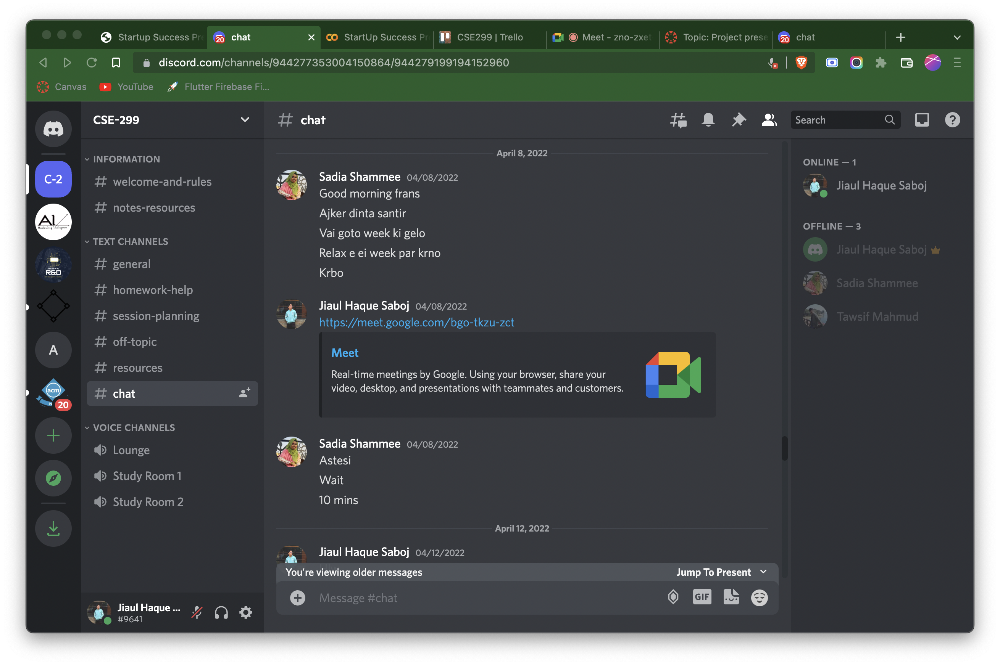 Startup Success Pre
20
chat
StartUp Success Pr
CSE299 | Trello
Meet - zno-zxet
Topic: Project prese
20
chat
discord.com/channels/944277353004150864/944279199194152960
Canvas
YouTube
Flutter Firebase Fi...
C-2
AI
R&D
A
acm
20
CSE-299
INFORMATION
welcome-and-rules
notes-resources
TEXT CHANNELS
general
homework-help
session-planning
off-topic
resources
chat
VOICE CHANNELS
Lounge
Study Room 1
Study Room 2
Jiaul Haque ...
#9641
chat
Search
April 8, 2022
Sadia Shammee 04/08/2022
Good morning frans
Ajker dinta santir
Vai goto week ki gelo
Relax e ei week par krno
Krbo
Jiaul Haque Saboj 04/08/2022
https://meet.google.com/bgo-tkzu-zct
Meet
Real-time meetings by Google. Using your browser, share your
video, desktop, and presentations with teammates and customers.
Sadia Shammee 04/08/2022
Astesi
Wait
10 mins
April 12, 2022
Jiaul Haque Saboj 04/12/2022
You're viewing older messages
Jump To Present
Message #chat
GIF
ONLINE — 1
Jiaul Haque Saboj
OFFLINE — 3
Jiaul Haque Saboj
Sadia Shammee
Tawsif Mahmud